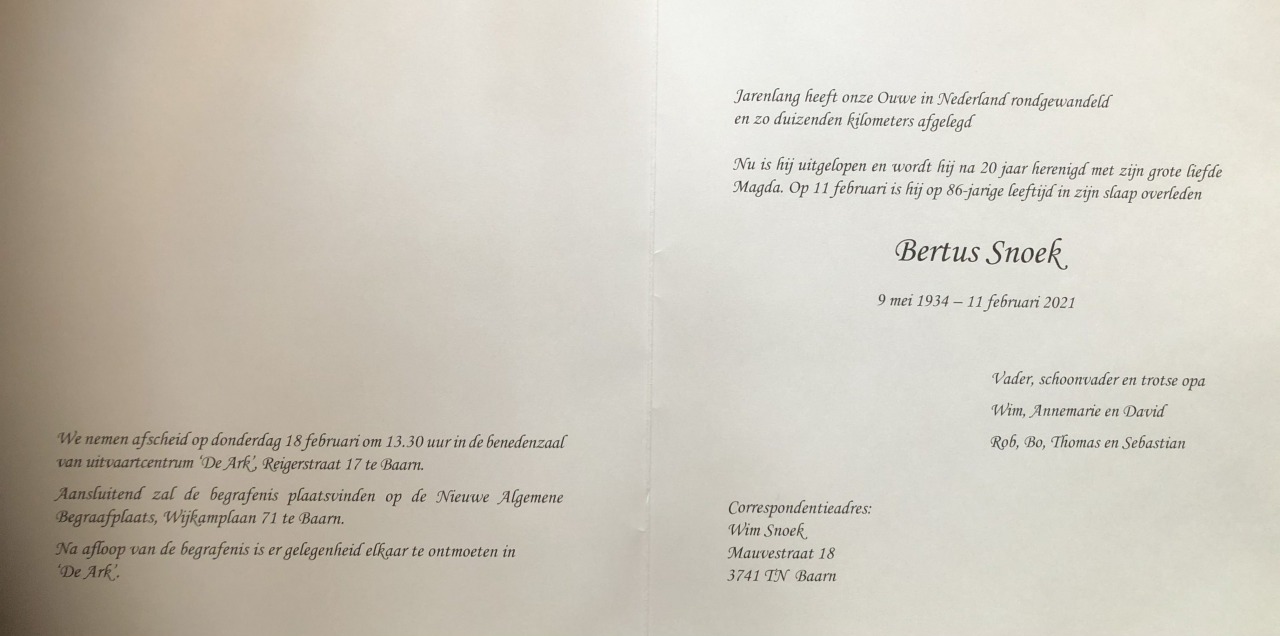 We nemen afscheid op donderdag 18 februari om 13.30 uur in de benedenzaal
van uitvaartcentrum ‘De Ark’, Reigerstraat 17 te Baarn.
Aansluitend zal de begrafenis plaatsvinden op de Nieuwe Algemene
Begraafplaats, Wijkamplaan 71 te Baarn.
Na afloop van de begrafenis is er gelegenheid elkaar te ontmoeten in
‘De Ark’.
Jarenlang heeft onze Ouwe in Nederland rondgewandeld
en zo duizenden kilometers afgelegd
Nu is hij uitgelopen en wordt hij na 20 jaar herenigd met zijn grote liefde
Magda. Op 11 februari is hij op 86-jarige leeftijd in zijn slaap overleden
Bertus Snoek
9 mei 1934 – 11 februari 2021
Vader, schoonvader en trotse opa
Wim, Annemarie en David
Rob, Bo, Thomas en Sebastian
Correspondentieadres:
Wim Snoek
Mauvestraat 18
3741 TN Baarn